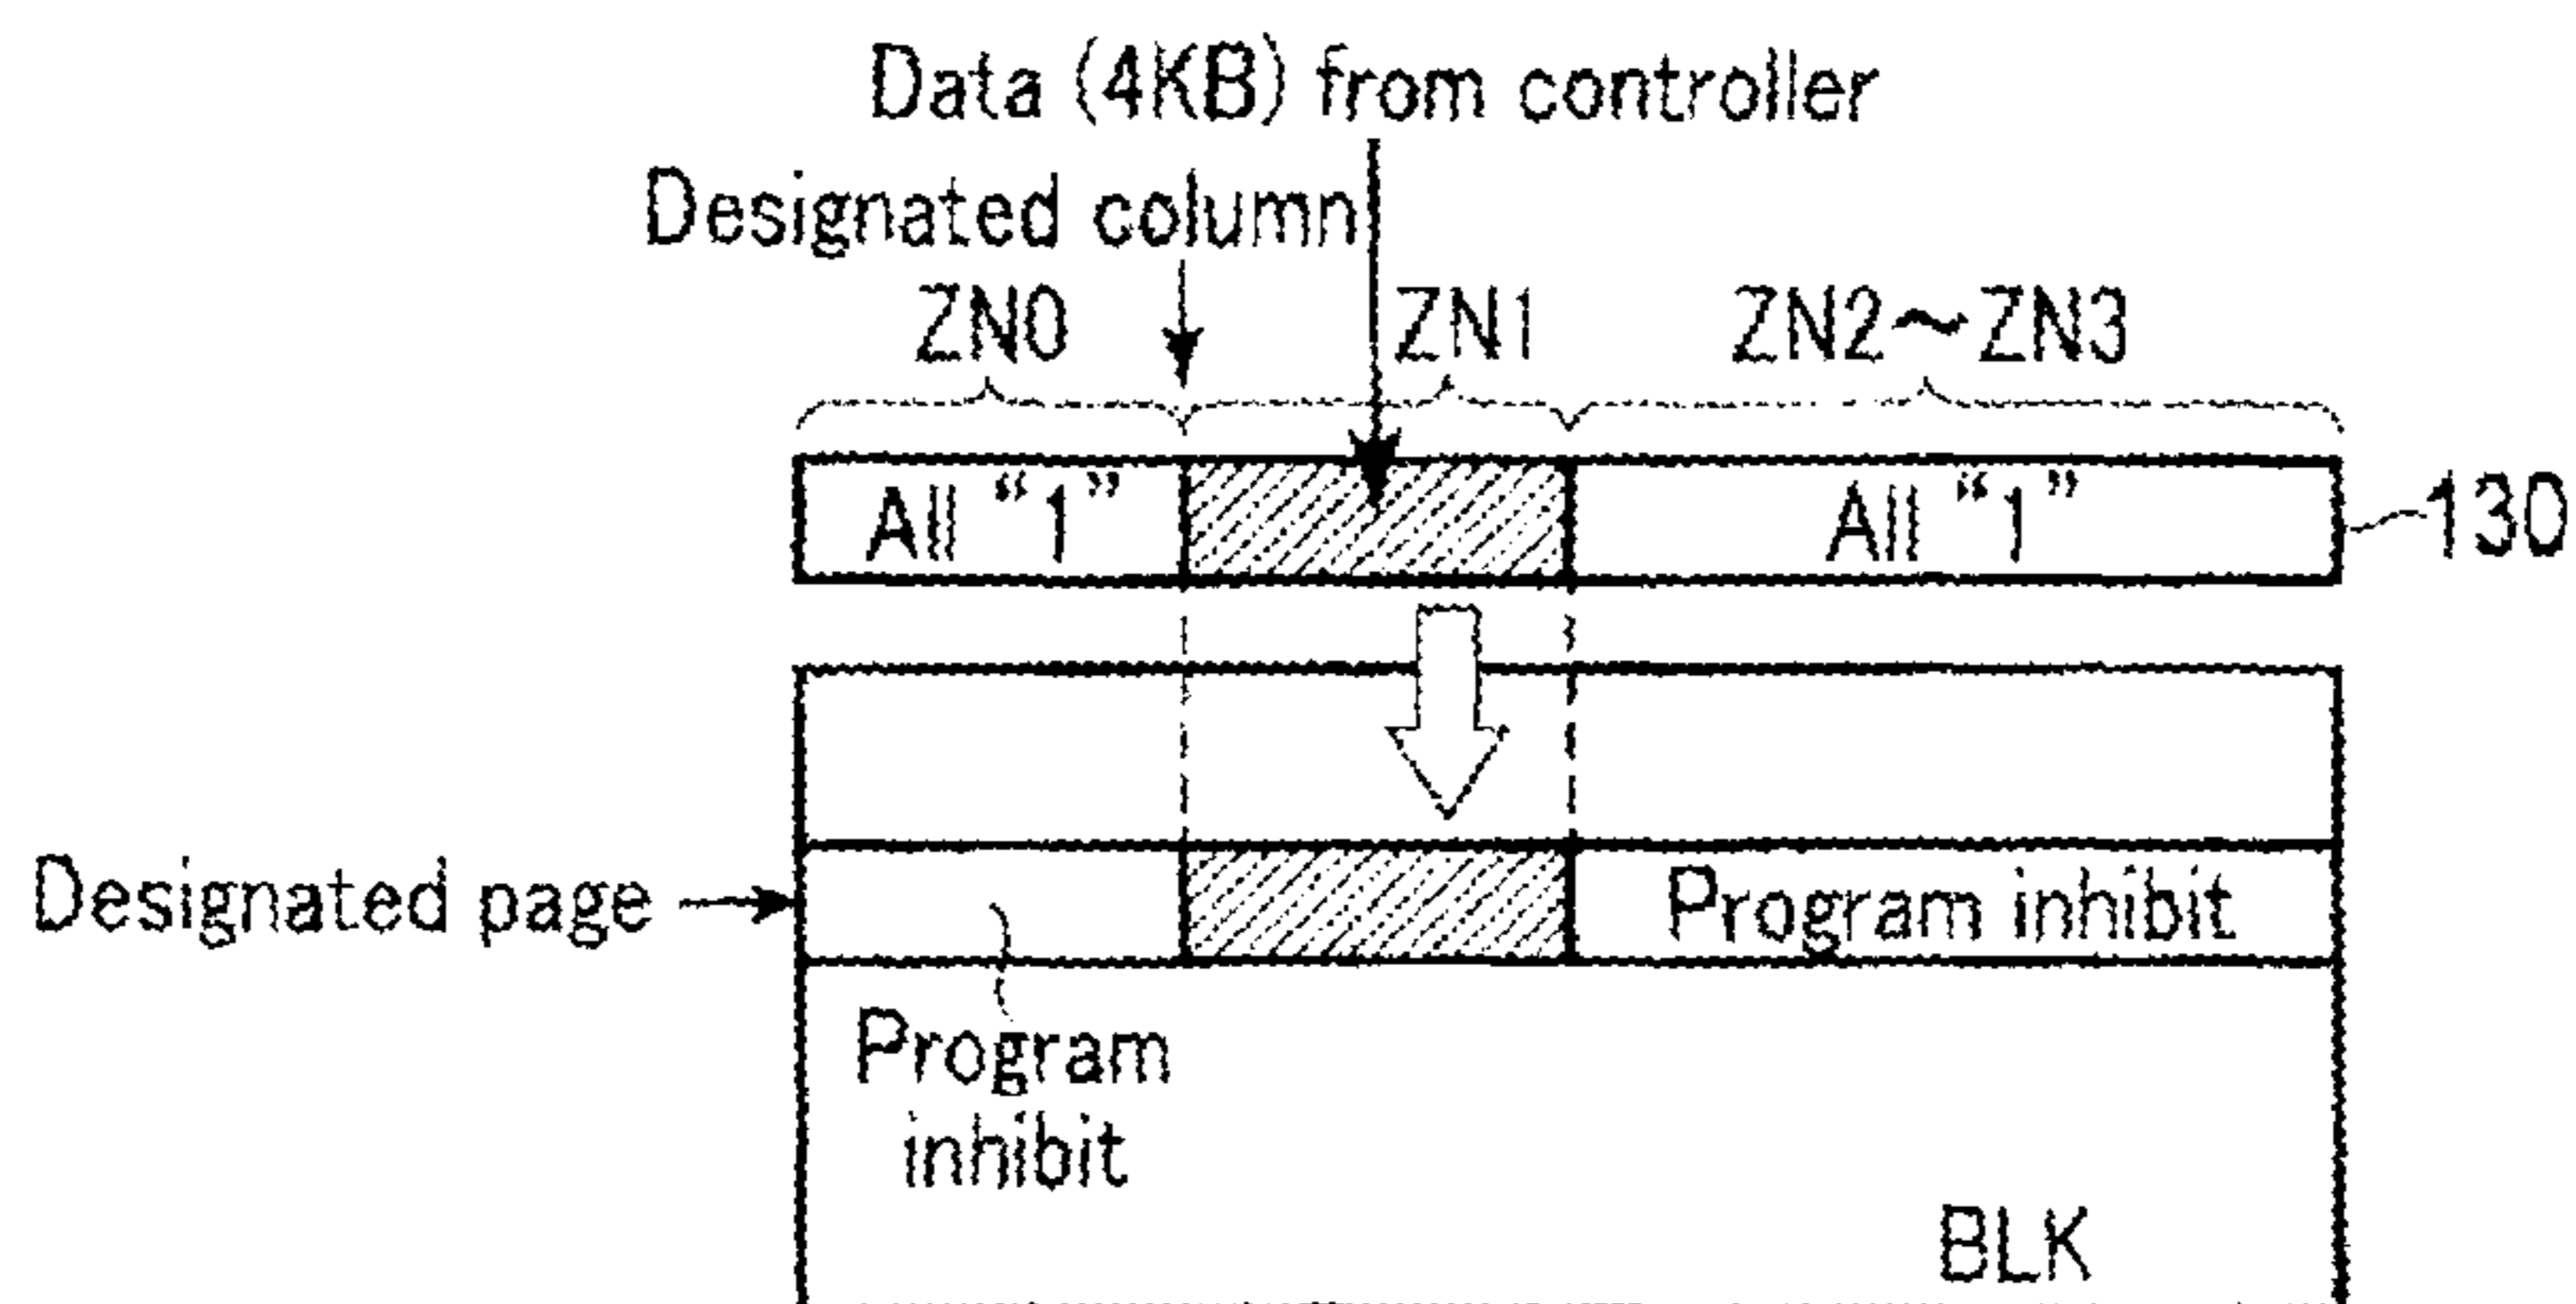 Data (4KB) from controller
Designated column
ZN0
ZN1
ZN2~ZN3
All “1”
All “1”
130
Designated page
Program inhibit
Program
inhibit
BLK